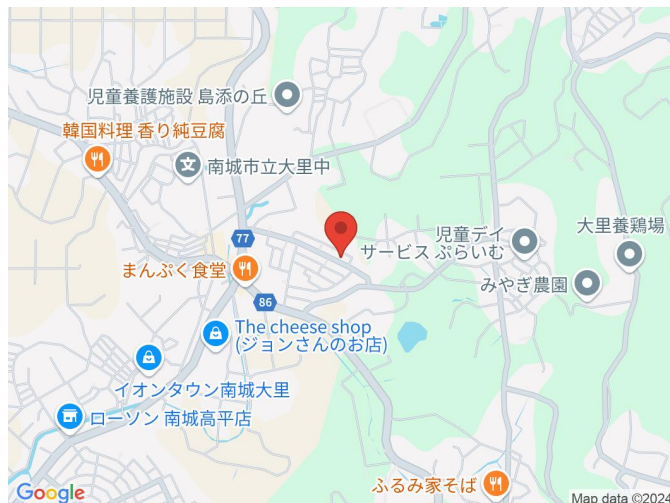 児童養護施設 島添の丘
韓国料理 香り純豆腐
南城市立大里中
77
児童デイ
サービス ぷらいむ
大里養鶏場
まんぷく食堂
みやぎ農園
86
The cheese shop
(ジョンさんのお店)
イオンタウン南城大里
ローソン 南城高平店
ふるみ家そば
Google
Map data ©2024